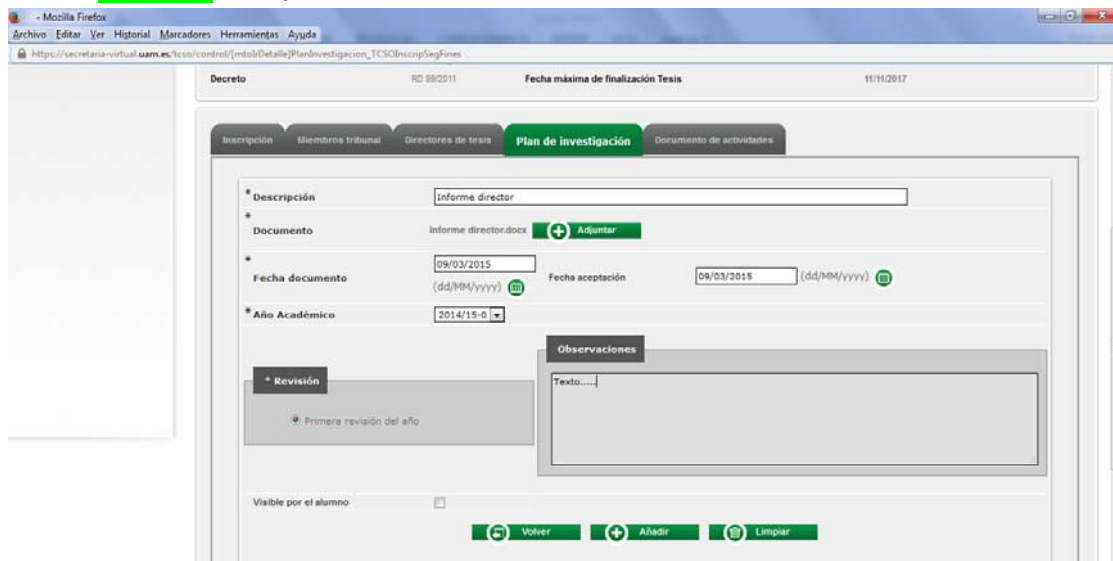 - Mozilla Firefox
Archivo Editar Ver Historial Marcadores Herramientas Ayuda
https://secretaria-virtual.uam.es/tcso/control/[mtoIrDetalle]PlanInvestigacion_TCSOInscripSegFines
Decreto RD 99/2011 Fecha máxima de finalización Tesis 11/11/2017
Inscripción Miembros tribunal Directores de tesis Plan de investigación Documento de actividades
* Descripción Informe director
* Documento Informe director.docx Adjuntar
* Fecha documento 09/03/2015 (dd/MM/yyyy) Fecha aceptación 09/03/2015 (dd/MM/yyyy)
* Año Académico 2014/15-0
Observaciones
* Revisión
Texto.....
Primera revisión del año
Visible por el alumno
Volver Añadir Limpiar